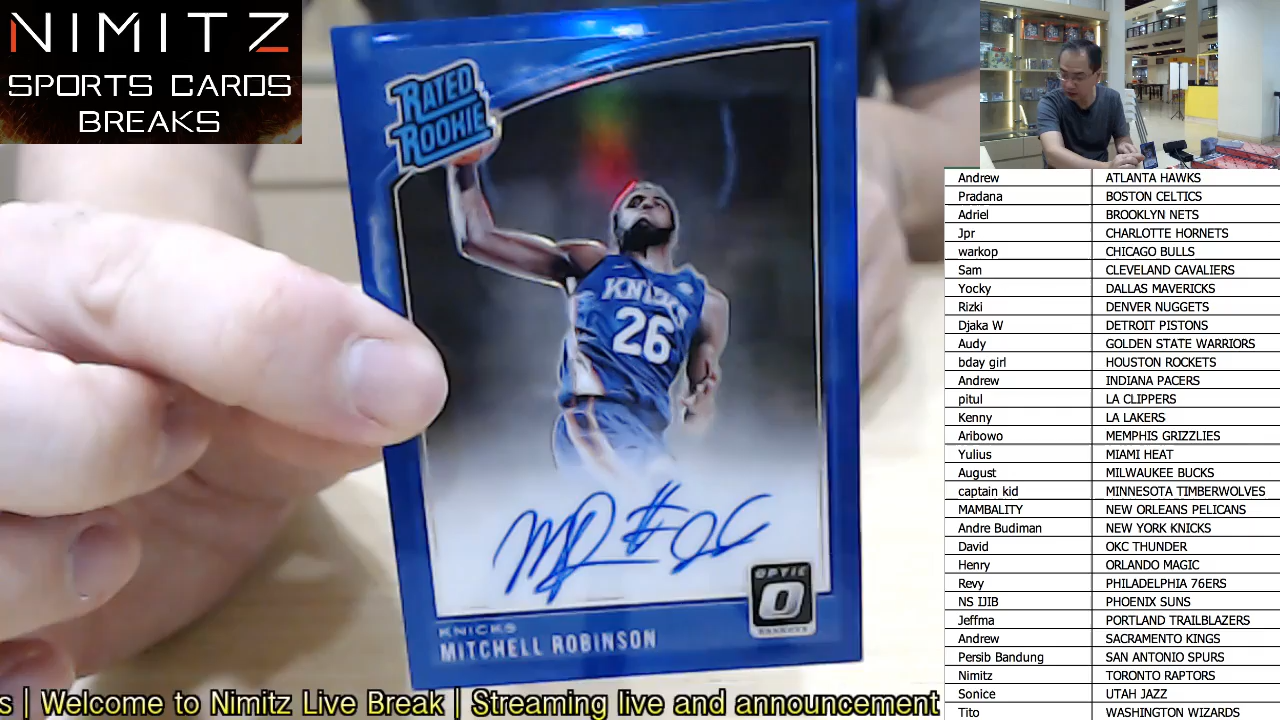 NIMITZ
SPORTS CARDS
BREAKS
RATED
ROOKIE
KNICKS
26
MR #26
OPTIC
KNICKS
MITCHELL ROBINSON
s | Welcome to Nimitz Live Break | Streaming live and announcement
Andrew ATLANTA HAWKS
Pradana BOSTON CELTICS
Adriel BROOKLYN NETS
Jpr CHARLOTTE HORNETS
warkop CHICAGO BULLS
Sam CLEVELAND CAVALIERS
Yocky DALLAS MAVERICKS
Rizki DENVER NUGGETS
Djaka W DETROIT PISTONS
Audy GOLDEN STATE WARRIORS
bday girl HOUSTON ROCKETS
Andrew INDIANA PACERS
pitul LA CLIPPERS
Kenny LA LAKERS
Aribowo MEMPHIS GRIZZLIES
Yulius MIAMI HEAT
August MILWAUKEE BUCKS
captain kid MINNESOTA TIMBERWOLVES
MAMBALITY NEW ORLEANS PELICANS
Andre Budiman NEW YORK KNICKS
David OKC THUNDER
Henry ORLANDO MAGIC
Revy PHILADELPHIA 76ERS
NS IJIB PHOENIX SUNS
Jeffma PORTLAND TRAILBLAZERS
Andrew SACRAMENTO KINGS
Persib Bandung SAN ANTONIO SPURS
Nimitz TORONTO RAPTORS
Sonice UTAH JAZZ
Tito WASHINGTON WIZARDS